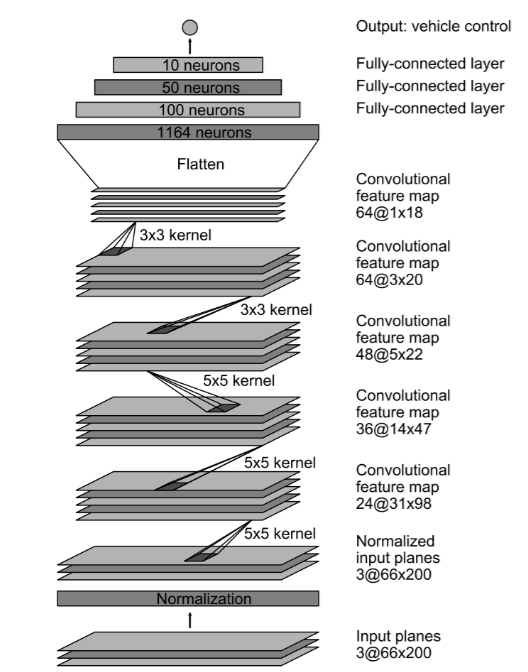 Output: vehicle control
10 neurons
Fully-connected layer
50 neurons
Fully-connected layer
100 neurons
Fully-connected layer
1164 neurons
Flatten
Convolutional
feature map
64@1x18
3x3 kernel
Convolutional
feature map
64@3x20
3x3 kernel
Convolutional
feature map
48@5x22
5x5 kernel
Convolutional
feature map
36@14x47
5x5 kernel
Convolutional
feature map
24@31x98
5x5 kernel
Normalized
input planes
3@66x200
Normalization
Input planes
3@66x200